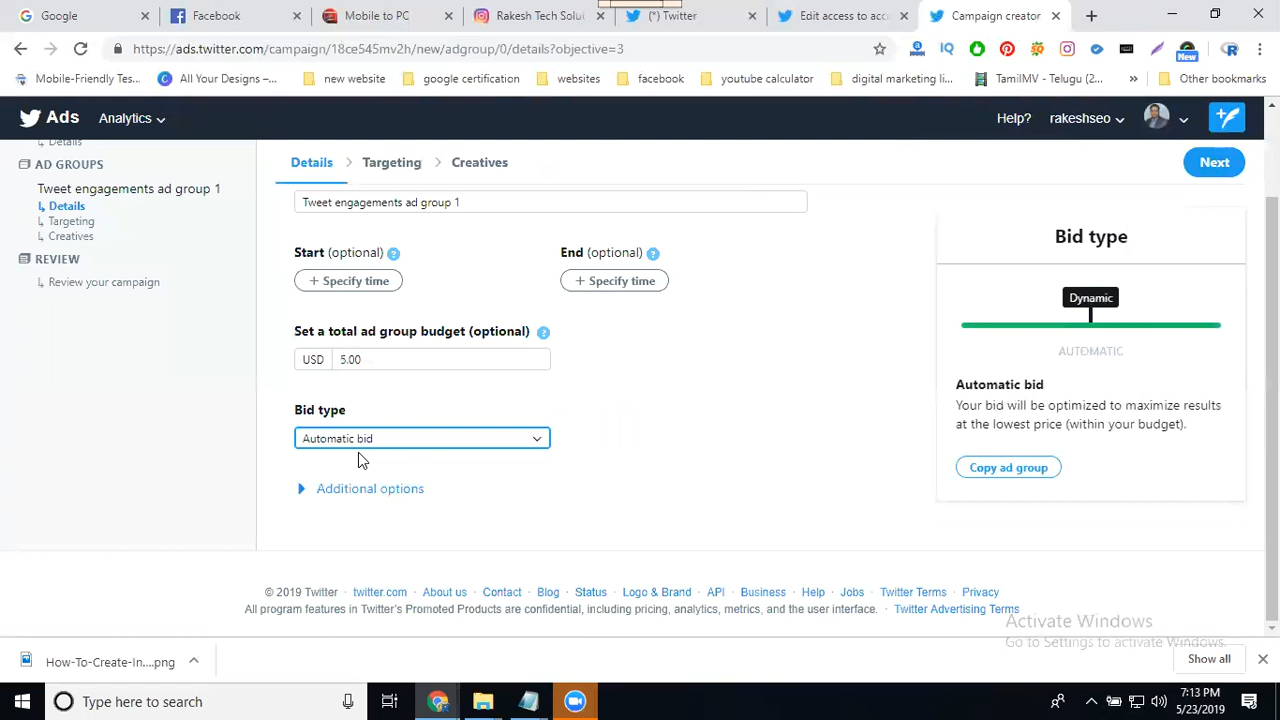 Google
Facebook
Mobile to PC
Rakesh Tech Solu
(*) Twitter
Edit access to acc
Campaign creator
https://ads.twitter.com/campaign/18ce545mv2h/new/adgroup/0/details?objective=3
New
Mobile-Friendly Tes...
All Your Designs –...
new website
google certification
websites
facebook
youtube calculator
digital marketing li...
TamilMV - Telugu (2...
Other bookmarks
Ads
Analytics
Help?
rakeshseo
Details
AD GROUPS
Tweet engagements ad group 1
Details
Targeting
Creatives
REVIEW
Review your campaign
Details
Targeting
Creatives
Next
Tweet engagements ad group 1
Start (optional)
End (optional)
+ Specify time
+ Specify time
Set a total ad group budget (optional)
USD 5.00
Bid type
Automatic bid
Additional options
Bid type
Dynamic
AUTOMATIC
Automatic bid
Your bid will be optimized to maximize results
at the lowest price (within your budget).
Copy ad group
© 2019 Twitter · twitter.com · About us · Contact · Blog · Status · Logo & Brand · API · Business · Help · Jobs · Twitter Terms · Privacy
All program features in Twitter's Promoted Products are confidential, including pricing, analytics, metrics, and the user interface. · Twitter Advertising Terms
Activate Windows
Go to Settings to activate Windows.
How-To-Create-In....png
Show all
Type here to search
7:13 PM
5/23/2019